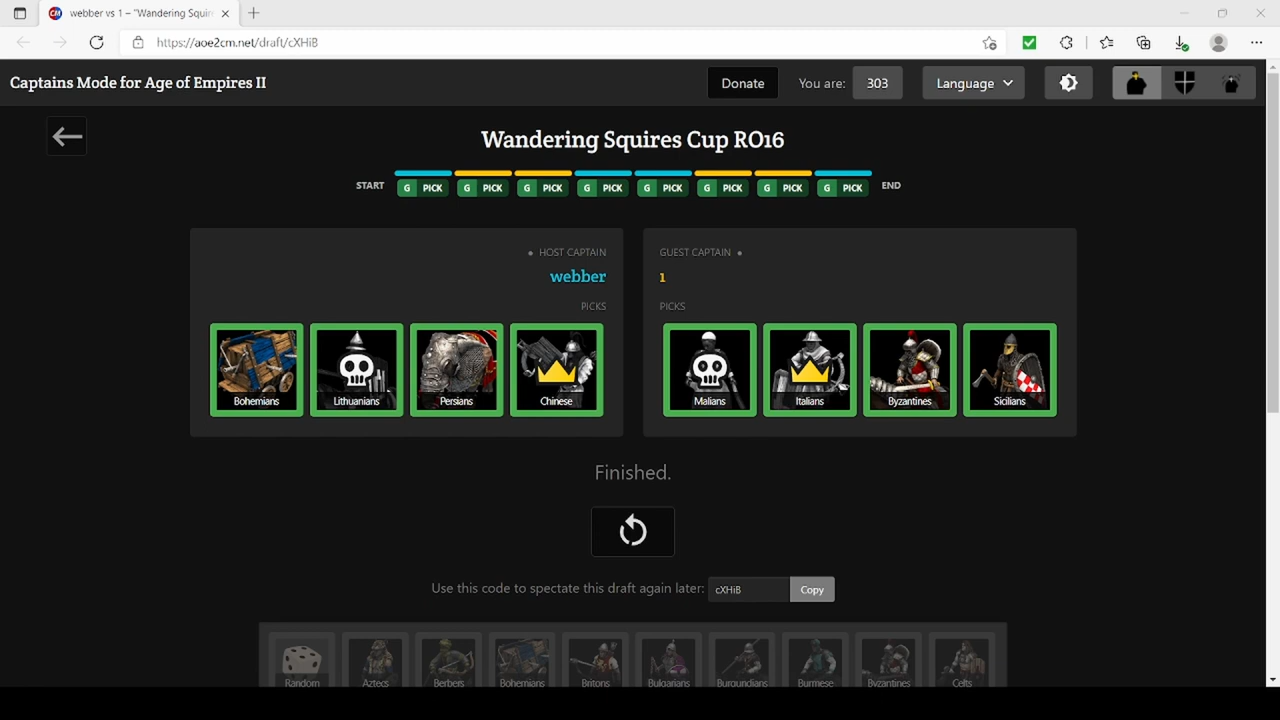 webber vs 1 – "Wandering Squir
https://aoe2cm.net/draft/cXHiB
Captains Mode for Age of Empires II
Donate
You are: 303
Language
Wandering Squires Cup RO16
START G PICK G PICK G PICK G PICK G PICK G PICK G PICK G PICK END
HOST CAPTAIN
webber
PICKS
Bohemians Lithuanians Persians Chinese
GUEST CAPTAIN
1
PICKS
Malians Italians Byzantines Sicilians
Finished.
Use this code to spectate this draft again later: cXHiB Copy
Random Aztecs Berbers Bohemians Britons Bulgarians Burgundians Burmese Byzantines Celts